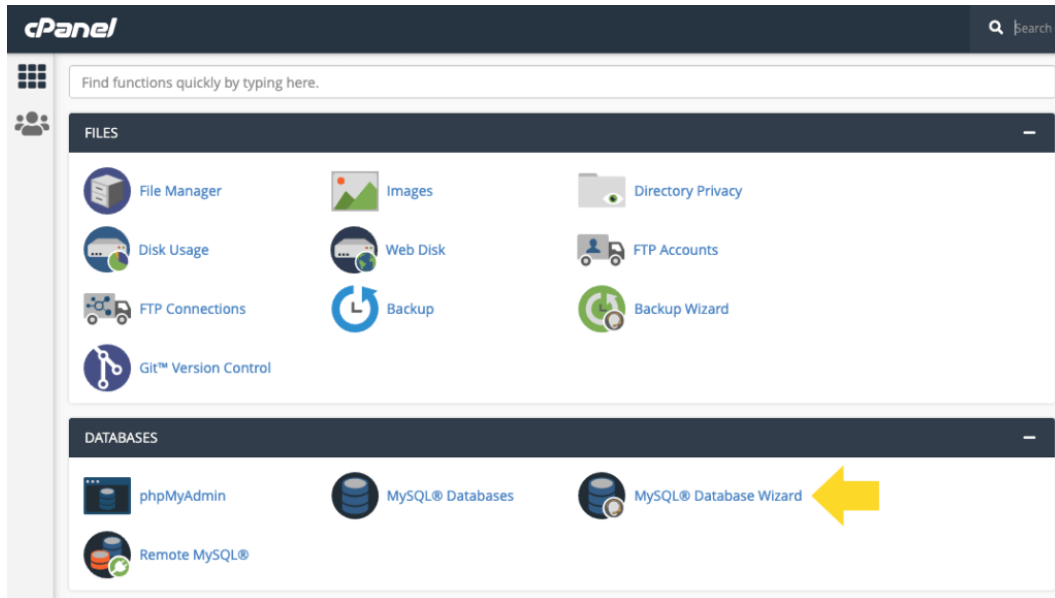 cPanel
Search
Find functions quickly by typing here.
FILES
File Manager
Images
Directory Privacy
Disk Usage
Web Disk
FTP Accounts
FTP Connections
Backup
Backup Wizard
Git™ Version Control
DATABASES
phpMyAdmin
MySQL® Databases
MySQL® Database Wizard
Remote MySQL®